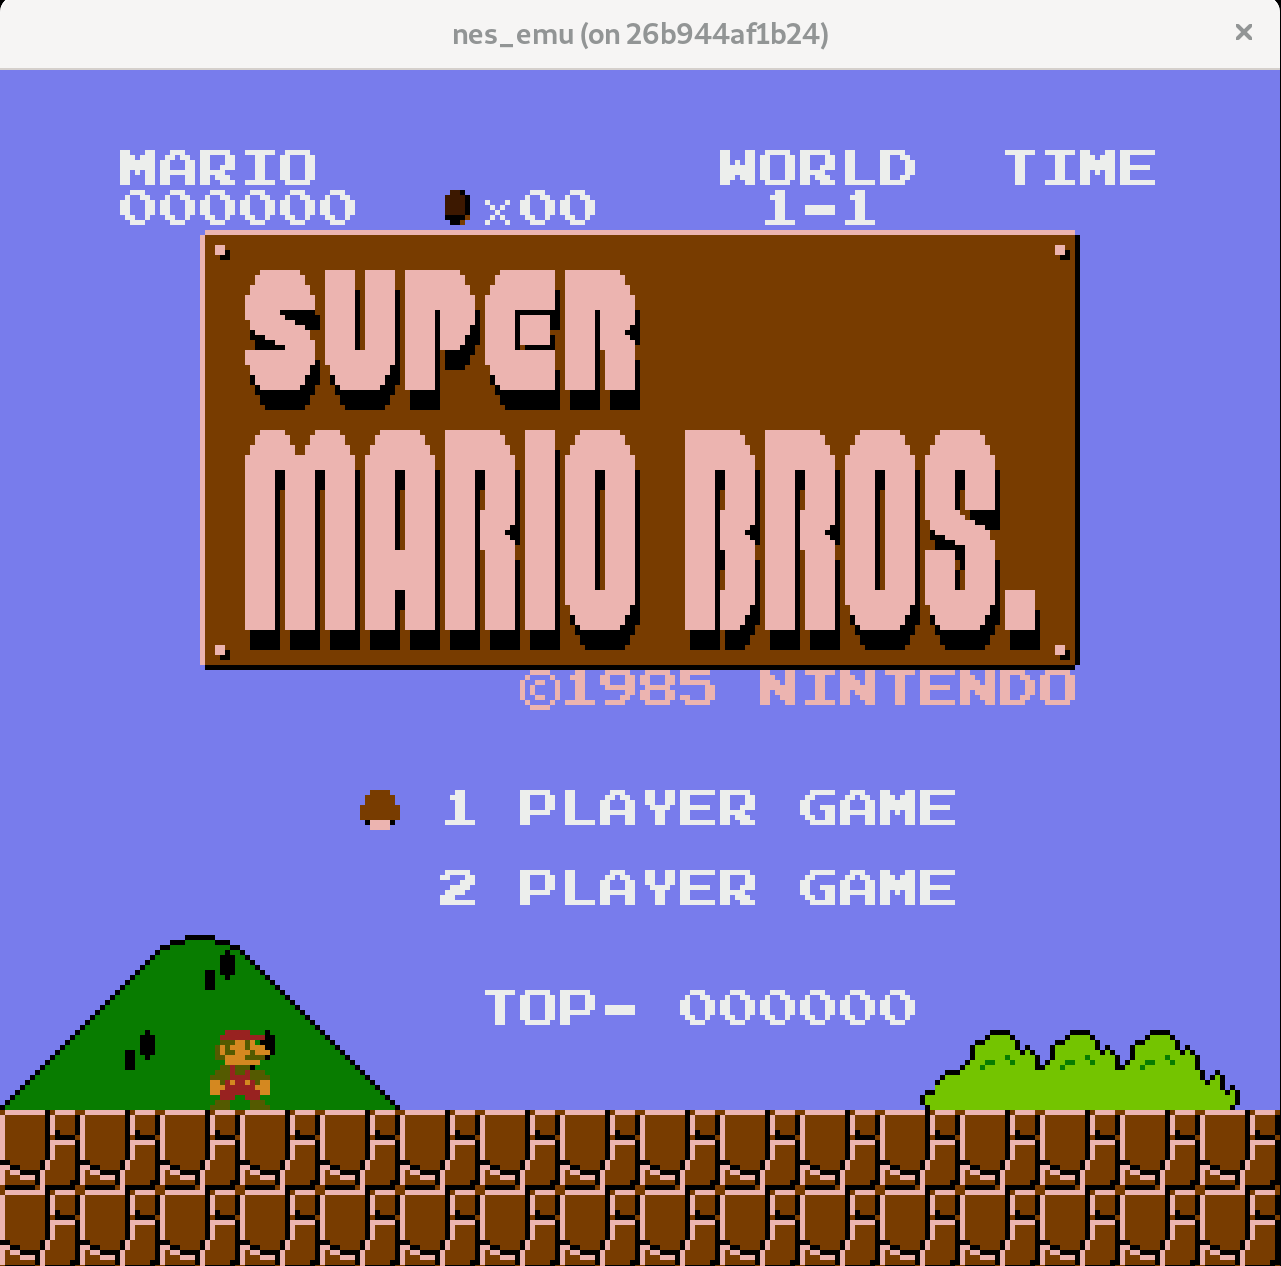 nes_emu (on 26b944af1b24)
MARIO WORLD TIME
000000 x00 1-1
SUPER
MARIO BROS.
©1985 NINTENDO
1 PLAYER GAME
2 PLAYER GAME
TOP- 000000